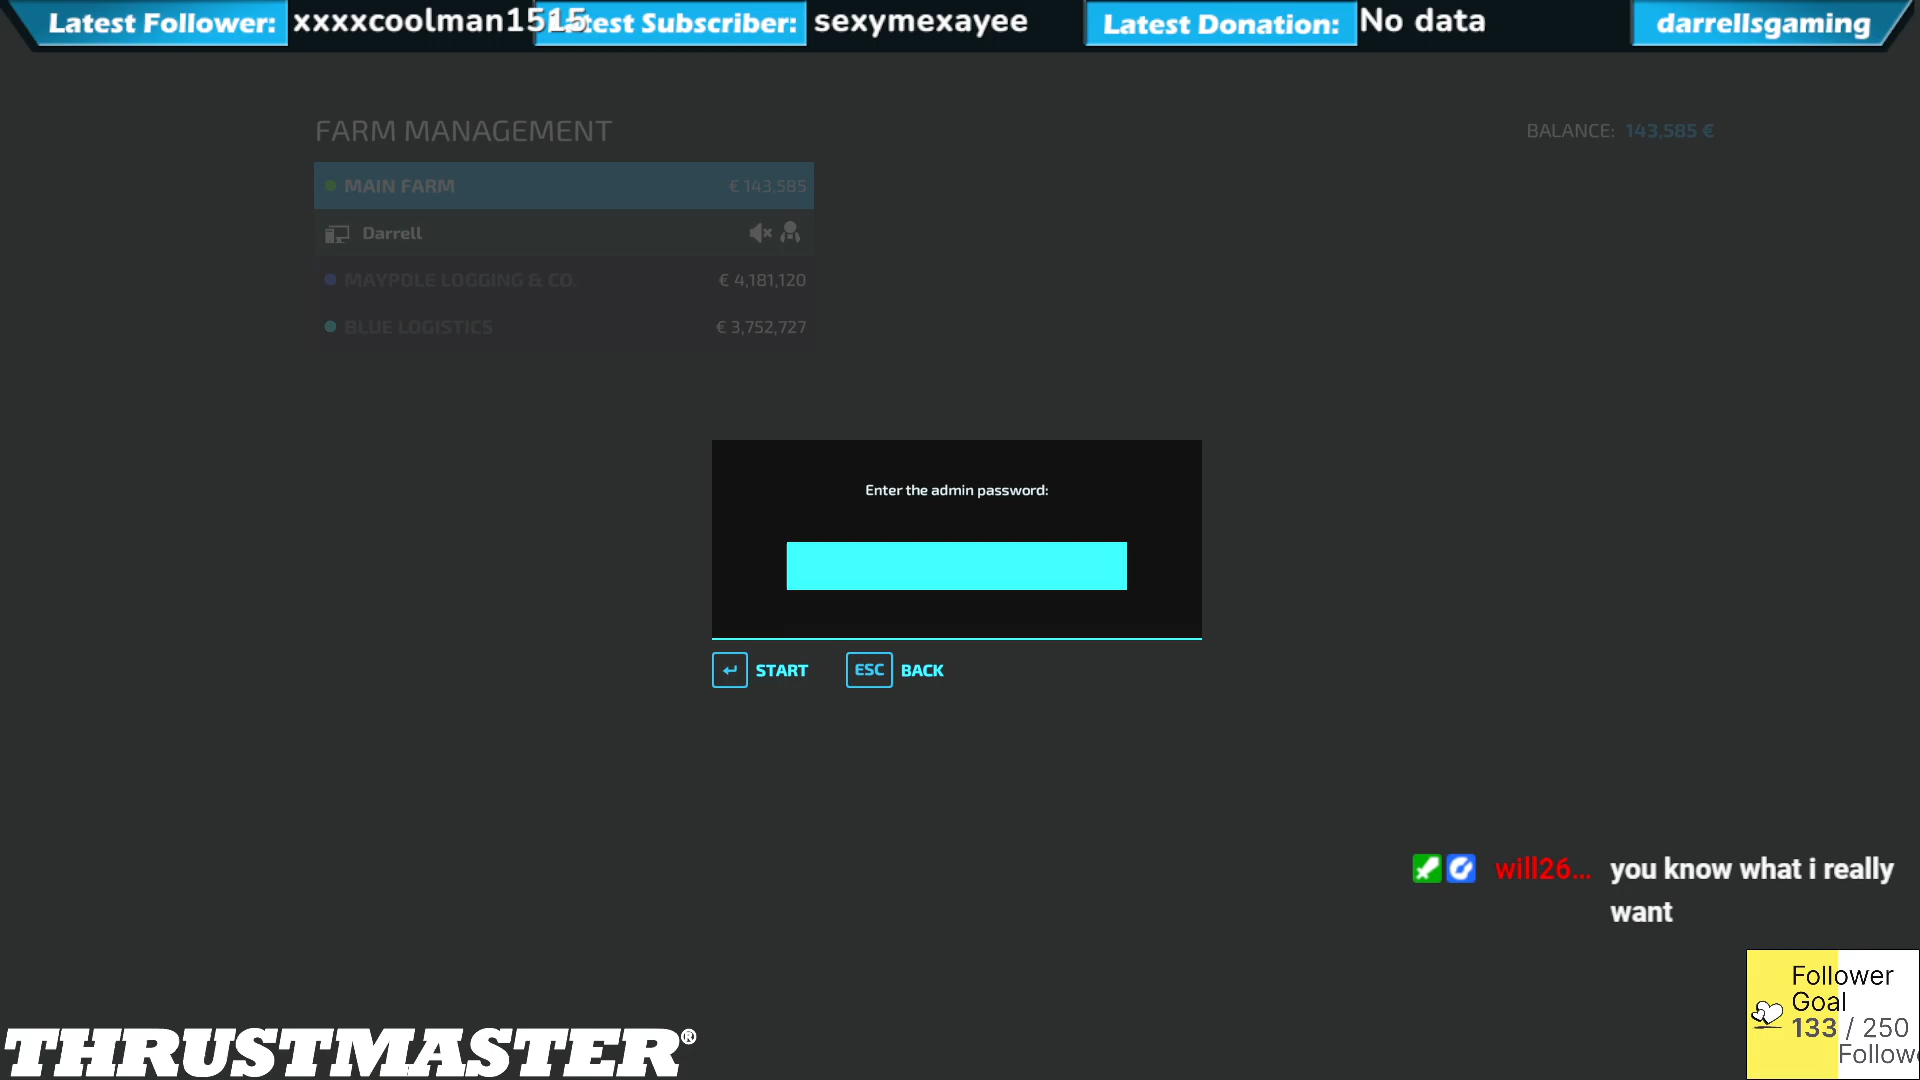 Latest Follower: xxxxcoolman1515 Latest Subscriber: sexymexayee Latest Donation: No data darrellsgaming
FARM MANAGEMENT
BALANCE: 143,585 €
MAIN FARM € 143,585
Darrell
MAYPOLE LOGGING & CO. € 4,181,120
BLUE LOGISTICS € 3,752,727
Enter the admin password:
START ESC BACK
will26... you know what i really
want
Follower
Goal
133 / 250
Follow
THRUSTMASTER®